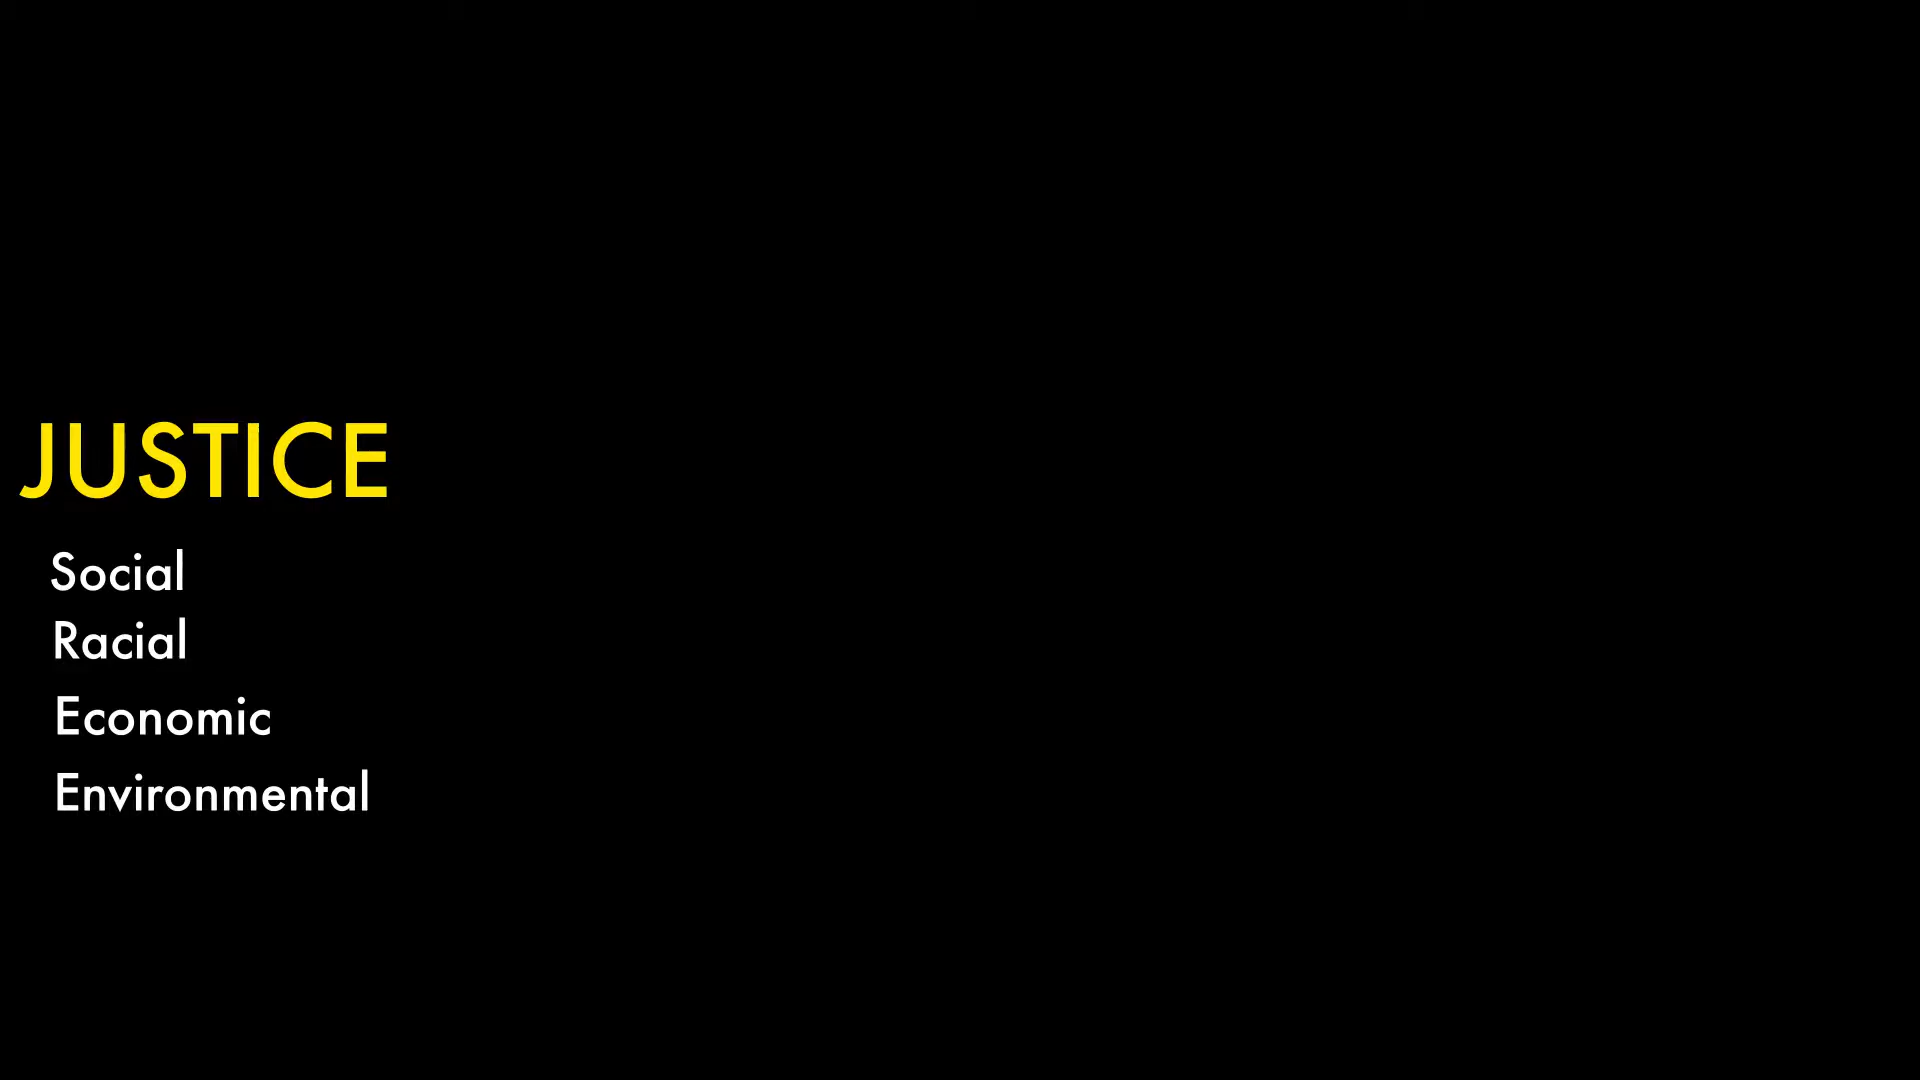 JUSTICE
Social
Racial
Economic
Environmental